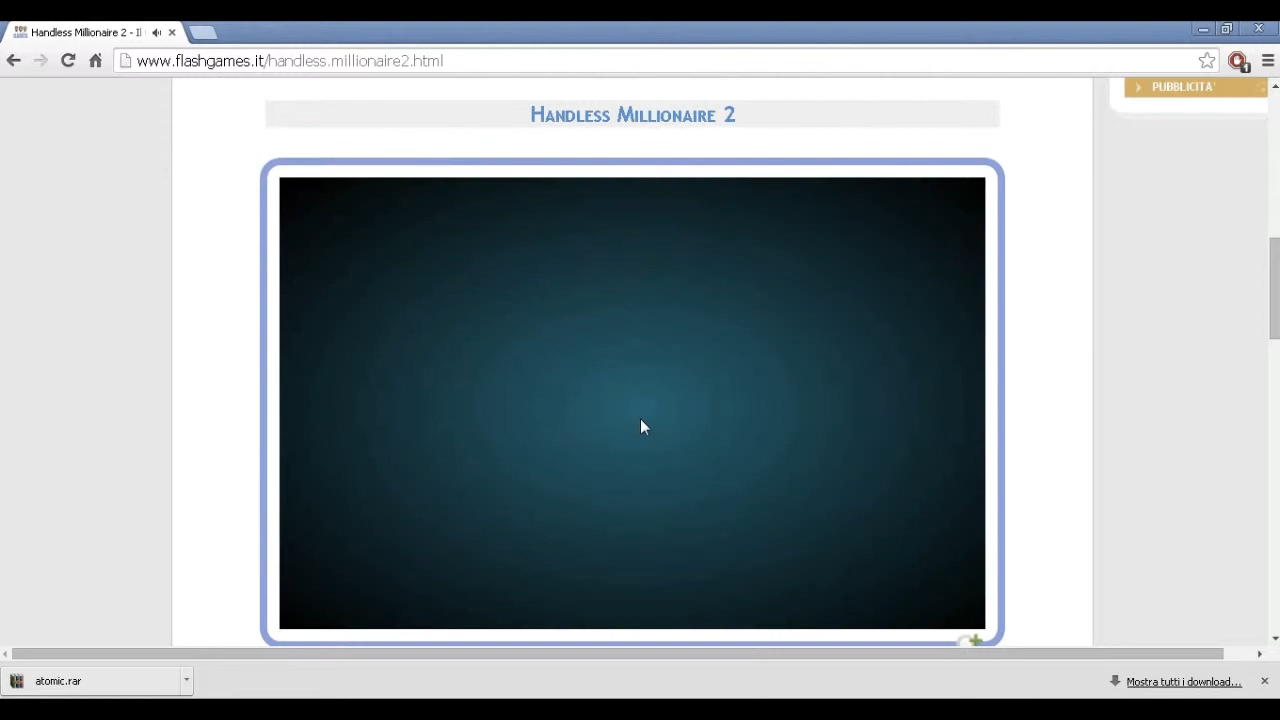 Handless Millionaire 2 - Il
www.flashgames.it/handless.millionaire2.html
1
PUBBLICITA'
Handless Millionaire 2
atomic.rar
Mostra tutti i download...